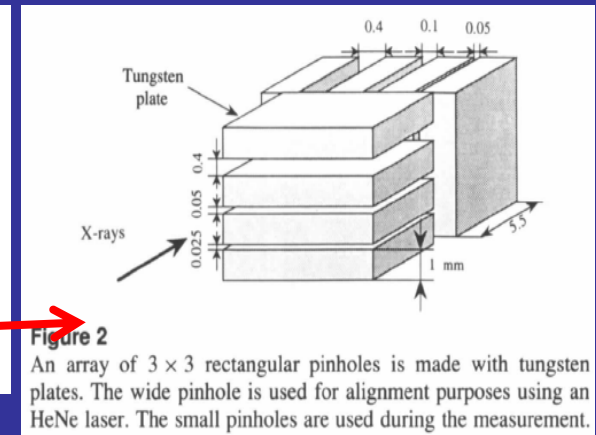 0.4 0.1 0.05
Tungsten
plate
0.4
0.05
X-rays
0.025
5.5
1 mm
Figure 2
An array of 3 × 3 rectangular pinholes is made with tungsten
plates. The wide pinhole is used for alignment purposes using an
HeNe laser. The small pinholes are used during the measurement.